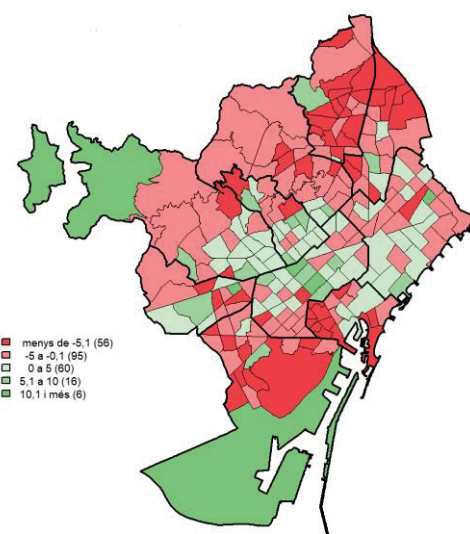 menys de -5,1 (56)
-5 a -0,1 (95)
0 a 5 (60)
5,1 a 10 (16)
10,1 i més (6)